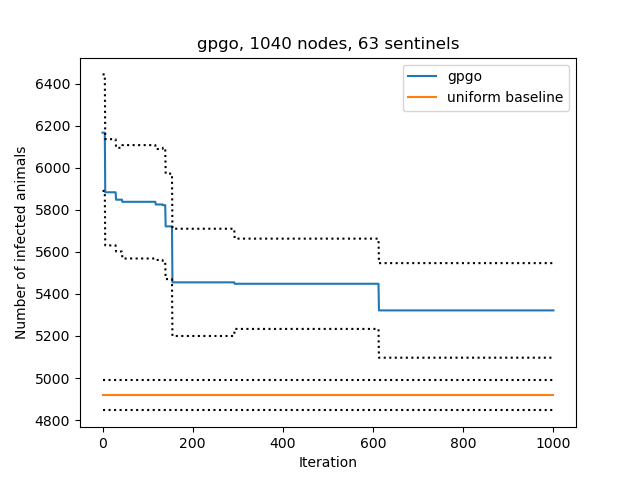 gpgo, 1040 nodes, 63 sentinels
gpgo
uniform baseline
Number of infected animals
6400
6200
6000
5800
5600
5400
5200
5000
4800
0 200 400 600 800 1000
Iteration